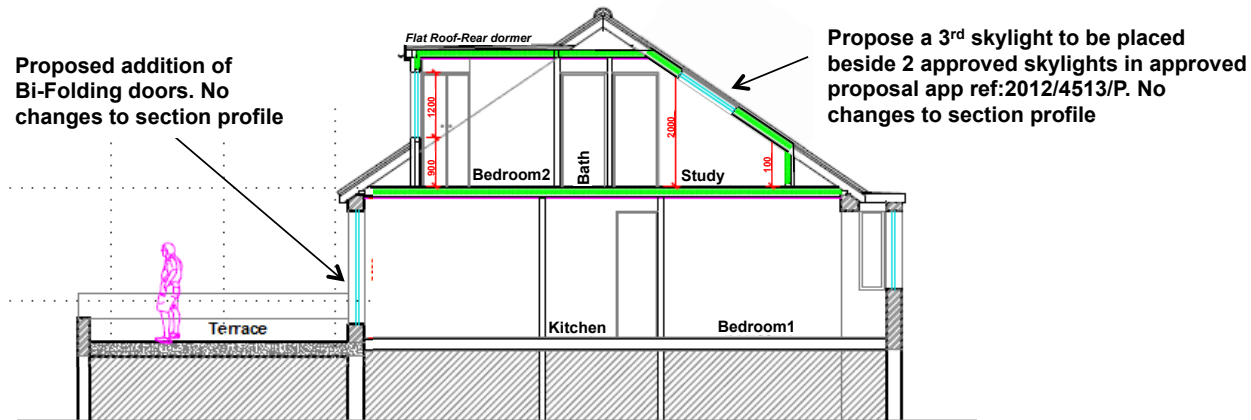 Flat Roof-Rear dormer
Proposed addition of
Bi-Folding doors. No
changes to section profile
Propose a 3rd skylight to be placed
beside 2 approved skylights in approved
proposal app ref:2012/4513/P. No
changes to section profile
1200
900
2000
100
Bedroom2
Bath
Study
Terrace
Kitchen
Bedroom1